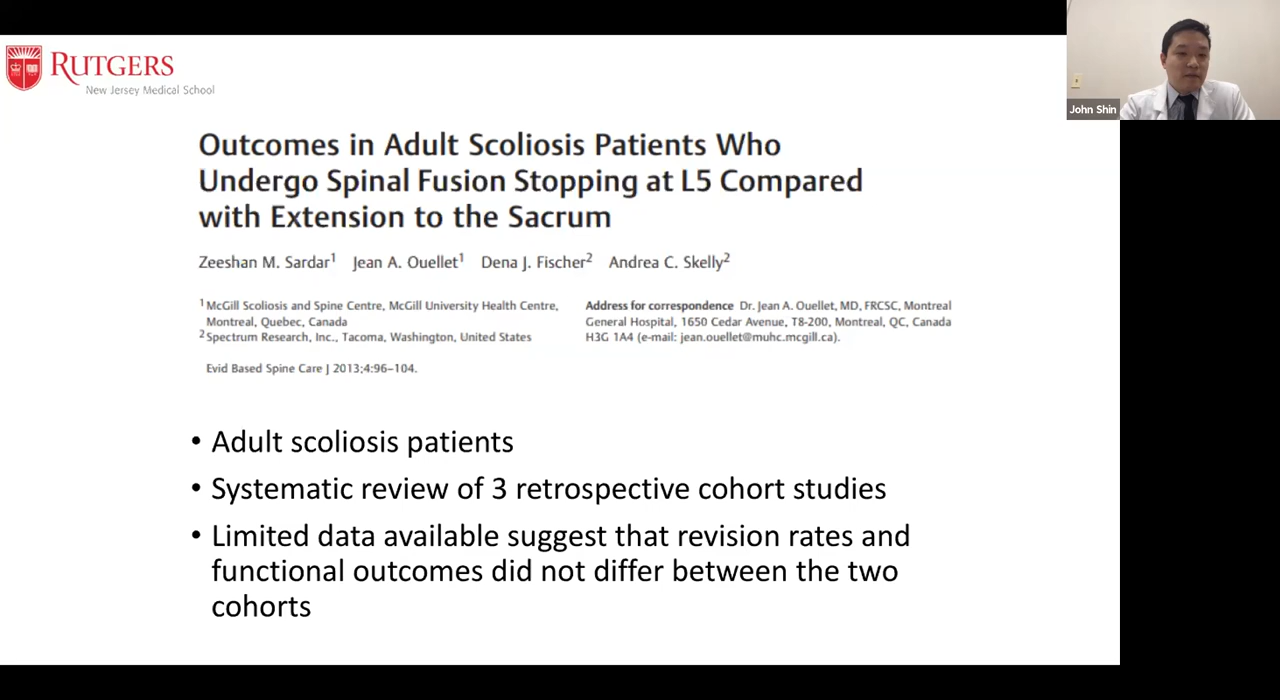 RUTGERS
New Jersey Medical School
John Shin
Outcomes in Adult Scoliosis Patients Who
Undergo Spinal Fusion Stopping at L5 Compared
with Extension to the Sacrum
Zeeshan M. Sardar1 Jean A. Ouellet1 Dena J. Fischer2 Andrea C. Skelly2
1 McGill Scoliosis and Spine Centre, McGill University Health Centre,
Montreal, Quebec, Canada
2 Spectrum Research, Inc., Tacoma, Washington, United States
Address for correspondence Dr. Jean A. Ouellet, MD, FRCSC, Montreal
General Hospital, 1650 Cedar Avenue, T8-200, Montreal, QC, Canada
H3G 1A4 (e-mail: jean.ouellet@muhc.mcgill.ca).
Evid Based Spine Care J 2013;4:96–104.
• Adult scoliosis patients
• Systematic review of 3 retrospective cohort studies
• Limited data available suggest that revision rates and
functional outcomes did not differ between the two
cohorts